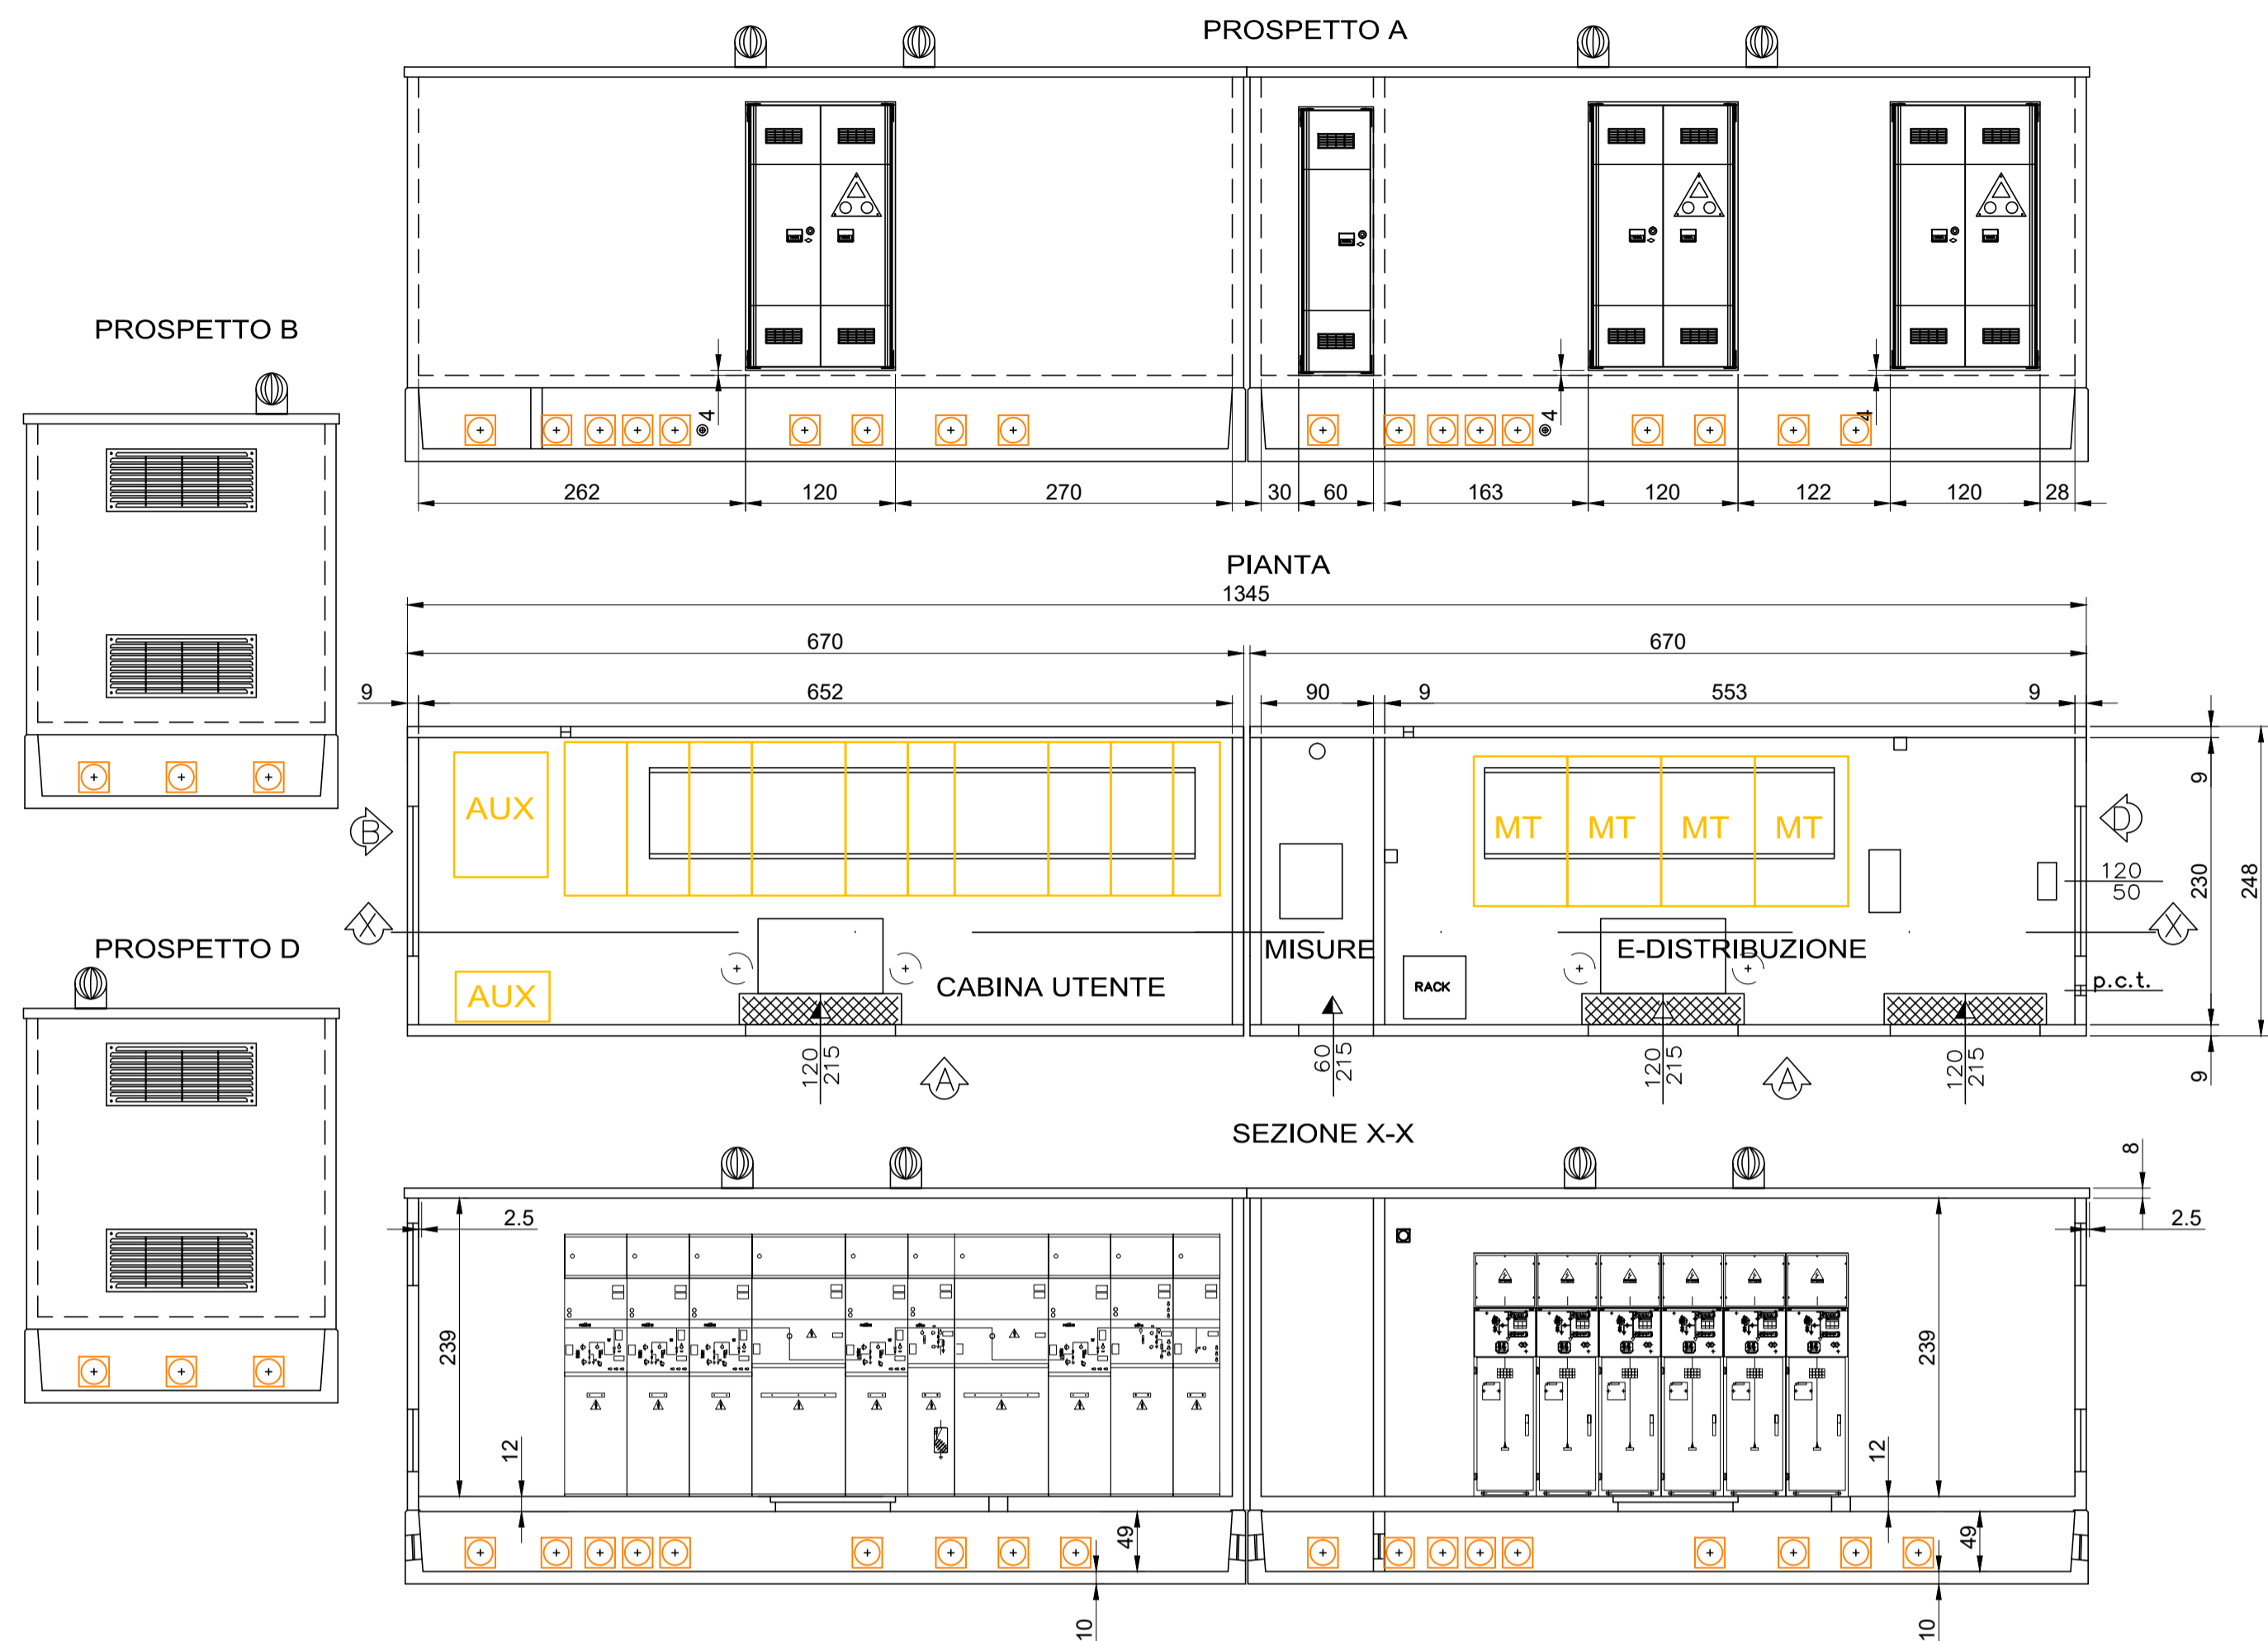 PROSPETTO A
PROSPETTO B
4
4
4
262
120
270
30
60
163
120
122
120
28
PIANTA
1345
670
670
9
652
90
9
553
9
AUX
MT
MT
MT
MT
B
D
9
120
50
230
248
X
X
PROSPETTO D
MISURE
E-DISTRIBUZIONE
AUX
CABINA UTENTE
RACK
p.c.t.
120
215
A
60
215
120
215
A
120
215
9
SEZIONE X-X
8
2.5
2.5
239
239
12
12
49
49
10
10